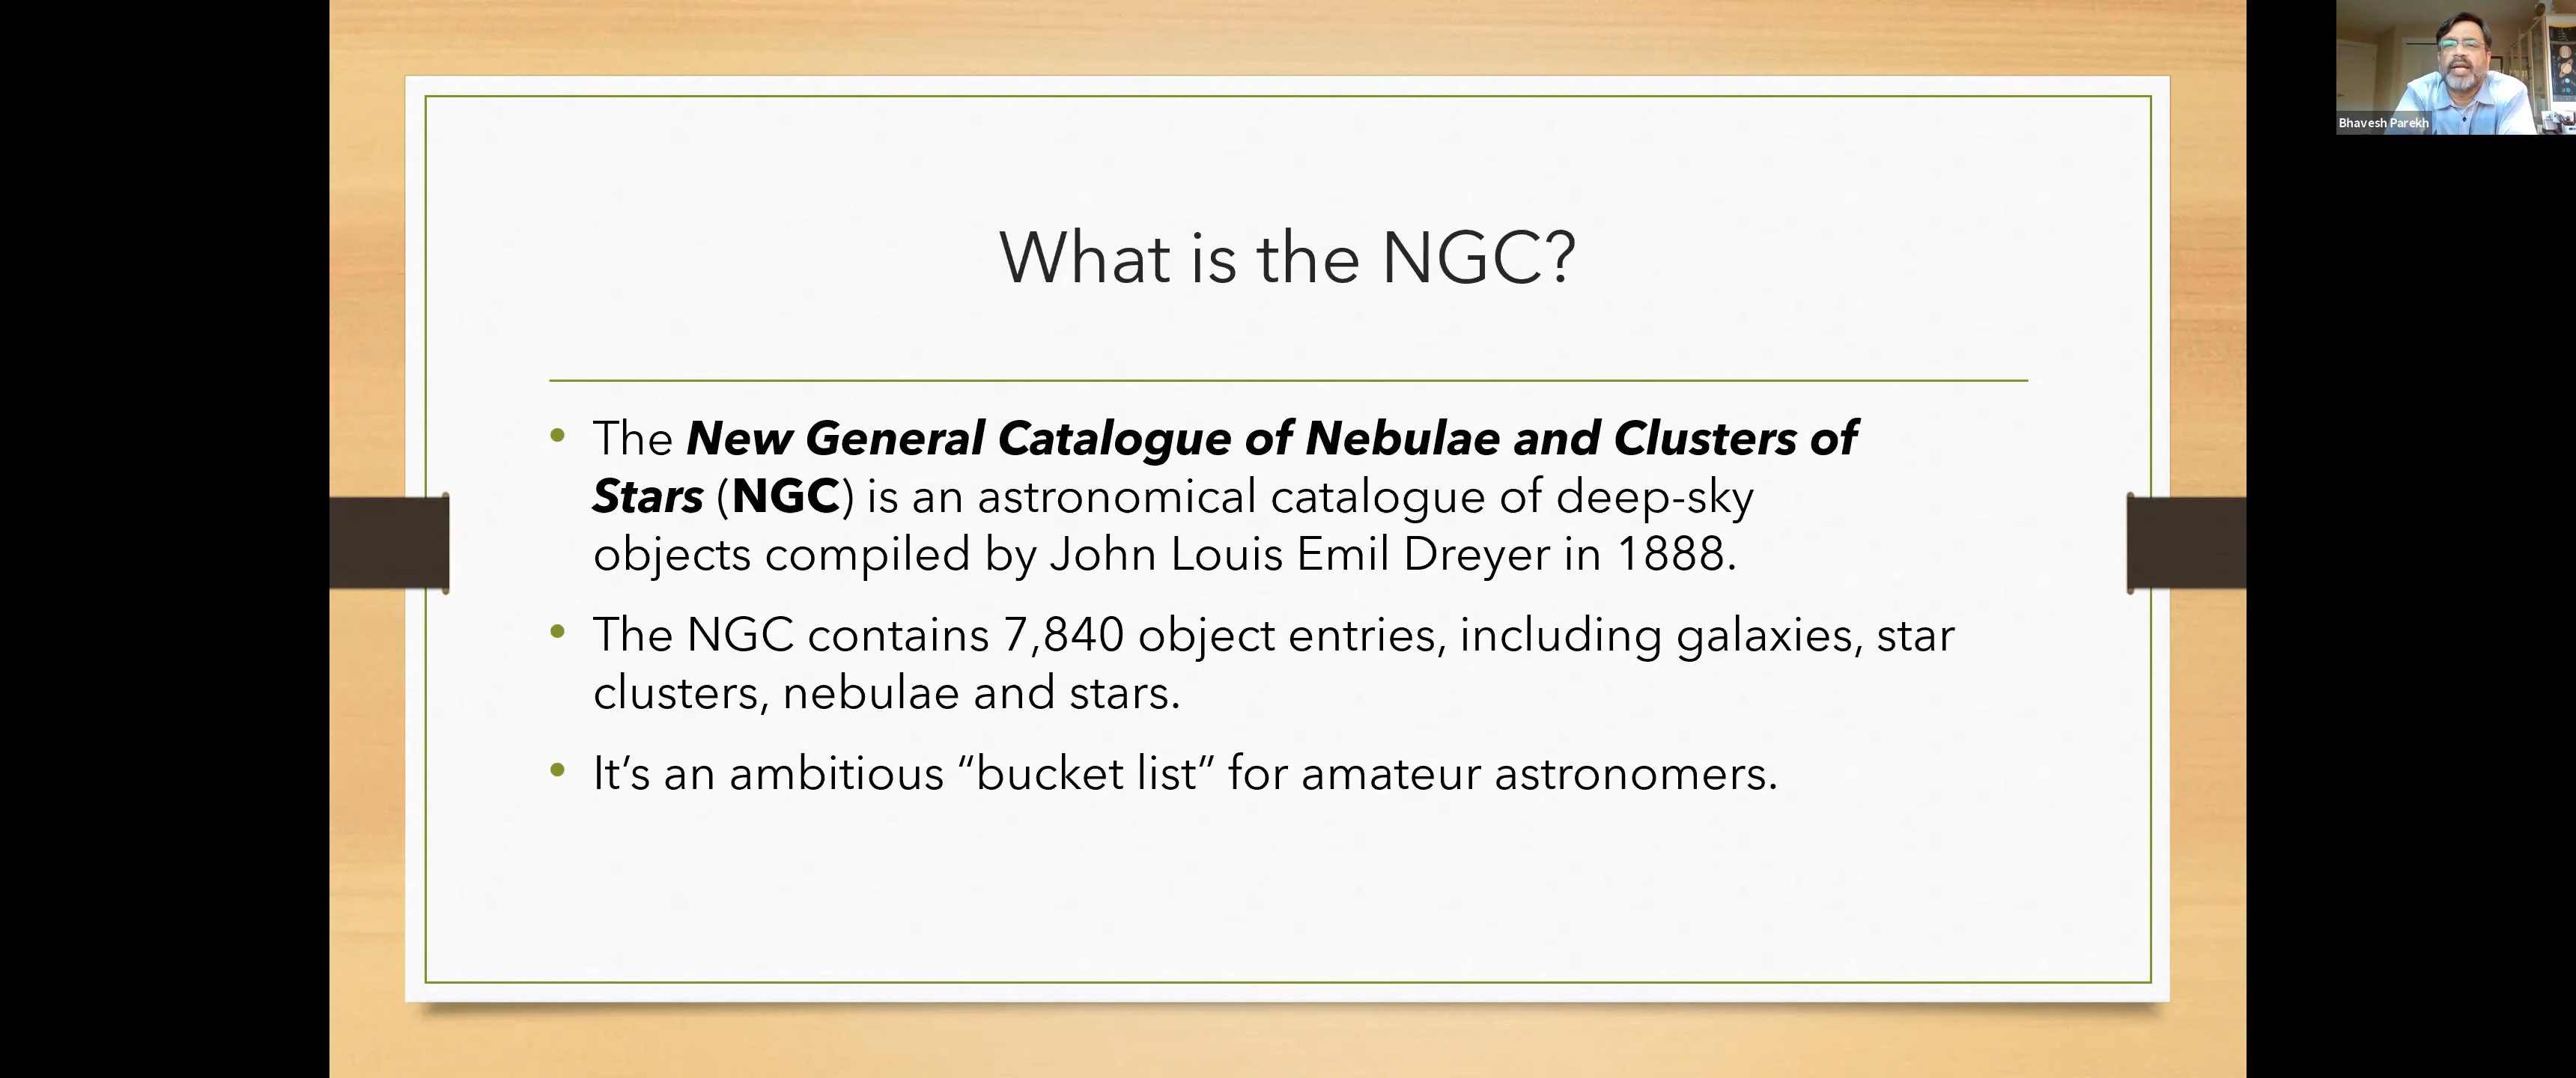 What is the NGC?
• The New General Catalogue of Nebulae and Clusters of
Stars (NGC) is an astronomical catalogue of deep-sky
objects compiled by John Louis Emil Dreyer in 1888.
• The NGC contains 7,840 object entries, including galaxies, star
clusters, nebulae and stars.
• It’s an ambitious “bucket list” for amateur astronomers.
Bhavesh Parekh